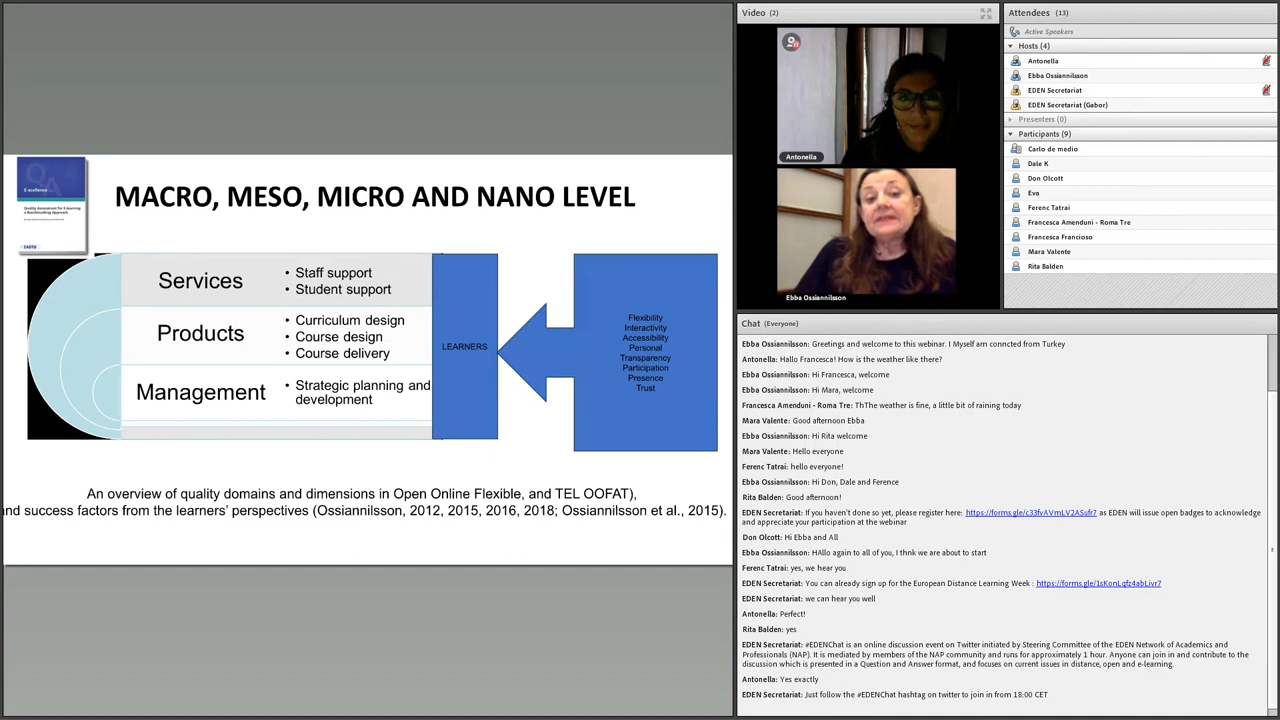 E-xcellence
Quality Assessment for E-learning
a Benchmarking Approach
EADTU
MACRO, MESO, MICRO AND NANO LEVEL
Services
• Staff support
• Student support
Products
• Curriculum design
• Course design
• Course delivery
Management
• Strategic planning and
development
LEARNERS
Flexibility
Interactivity
Accessibility
Personal
Transparency
Participation
Presence
Trust
An overview of quality domains and dimensions in Open Online Flexible, and TEL OOFAT),
nd success factors from the learners’ perspectives (Ossiannilsson, 2012, 2015, 2016, 2018; Ossiannilsson et al., 2015).
Video (2)
Antonella
Ebba Ossiannilsson
Attendees (13)
Active Speakers
Hosts (4)
Antonella
Ebba Ossiannilsson
EDEN Secretariat
EDEN Secretariat (Gabor)
Presenters (0)
Participants (9)
Carlo de medio
Dale K
Don Olcott
Eva
Ferenc Tatrai
Francesca Amenduni - Roma Tre
Francesca Francioso
Mara Valente
Rita Balden
Chat (Everyone)
Ebba Ossiannilsson: Greetings and welcome to this webinar. I Myself am conncted from Turkey
Antonella: Hallo Francesca! How is the weather like there?
Ebba Ossiannilsson: Hi Francesca, welcome
Ebba Ossiannilsson: Hi Mara, welcome
Francesca Amenduni - Roma Tre: ThThe weather is fine, a little bit of raining today
Mara Valente: Good afternoon Ebba
Ebba Ossiannilsson: Hi Rita welcome
Mara Valente: Hello everyone
Ferenc Tatrai: hello everyone!
Ebba Ossiannilsson: Hi Don, Dale and Ference
Rita Balden: Good afternoon!
EDEN Secretariat: If you haven't done so yet, please register here: https://forms.gle/c33fvAVmLV2ASufr7 as EDEN will issue open badges to acknowledge
and appreciate your participation at the webinar
Don Olcott: Hi Ebba and All
Ebba Ossiannilsson: HAllo again to all of you, I thnk we are about to start
Ferenc Tatrai: yes, we hear you
EDEN Secretariat: You can already sign up for the European Distance Learning Week : https://forms.gle/1sKonLqfz4abLivr7
EDEN Secretariat: we can hear you well
Antonella: Perfect!
Rita Balden: yes
EDEN Secretariat: #EDENChat is an online discussion event on Twitter initiated by Steering Committee of the EDEN Network of Academics and
Professionals (NAP). It is mediated by members of the NAP community and runs for approximately 1 hour. Anyone can join in and contribute to the
discussion which is presented in a Question and Answer format, and focuses on current issues in distance, open and e-learning.
Antonella: Yes exactly
EDEN Secretariat: Just follow the #EDENChat hashtag on twitter to join in from 18:00 CET